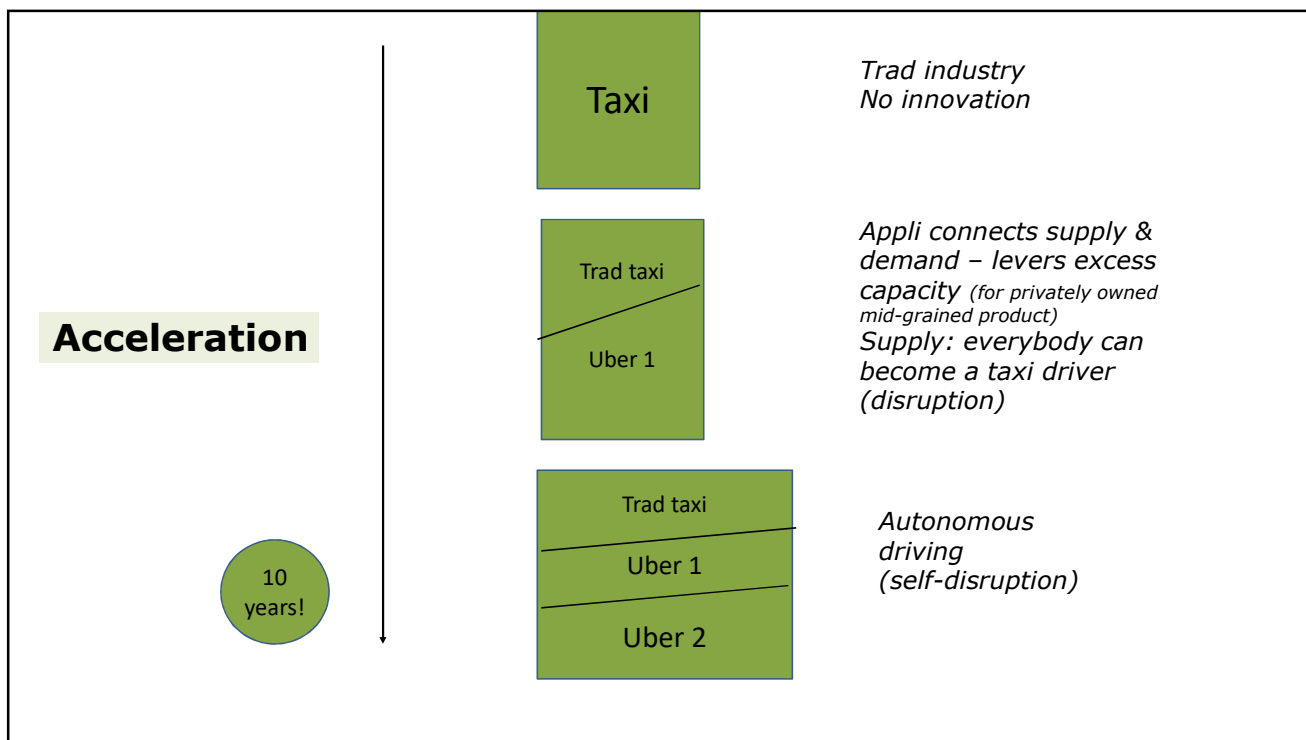 Taxi
Trad industry
No innovation
Trad taxi
Uber 1
Appli connects supply &
demand – levers excess
capacity (for privately owned
mid-grained product)
Supply: everybody can
become a taxi driver
(disruption)
Acceleration
Trad taxi
Uber 1
Uber 2
Autonomous
driving
(self-disruption)
10
years!